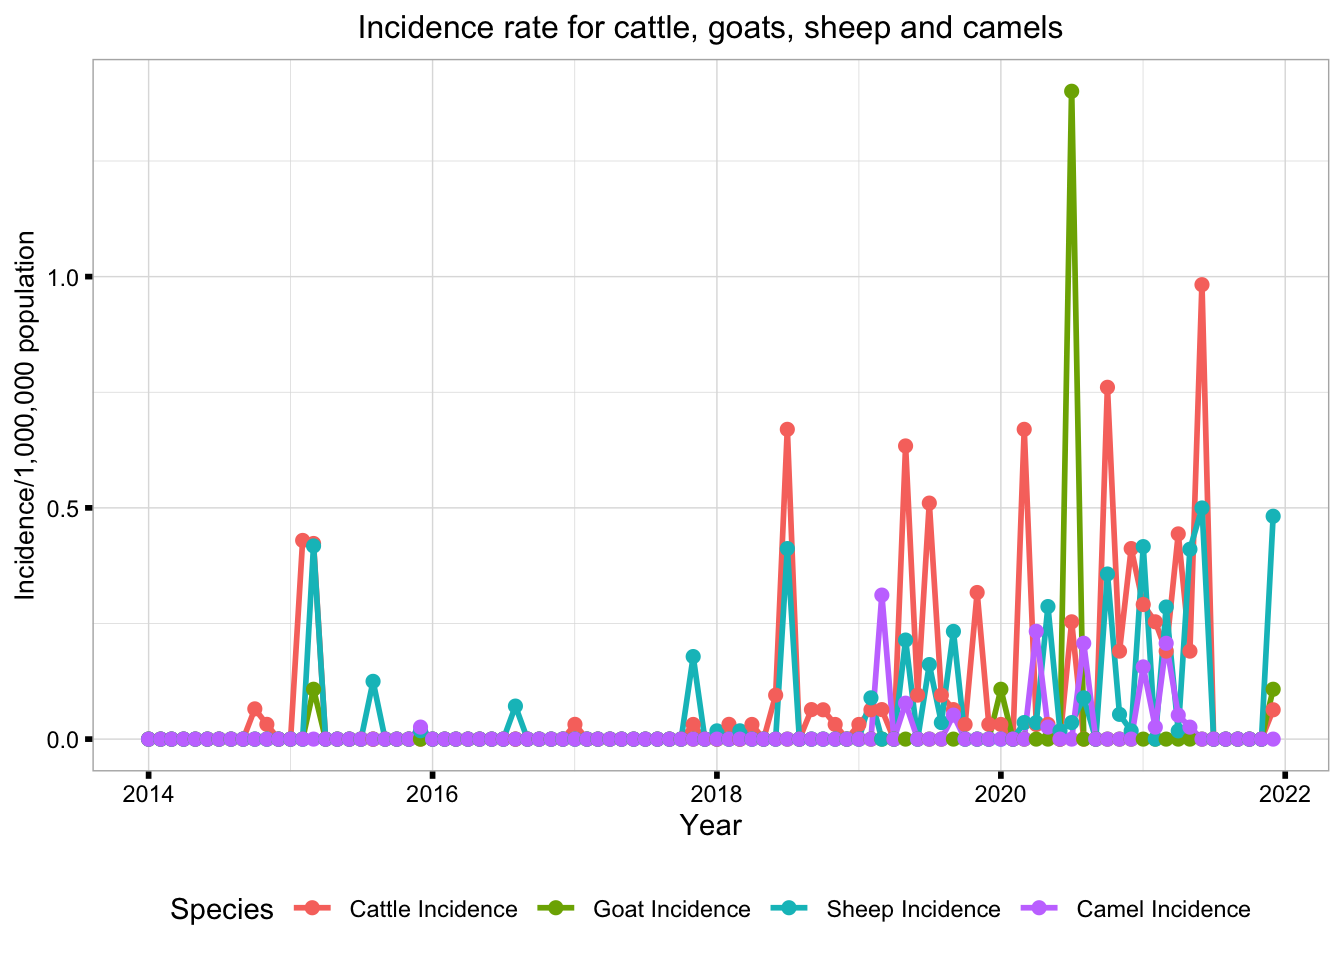 Incidence rate for cattle, goats, sheep and camels
Incidence/1,000,000 population
1.0
0.5
0.0
2014 2016 2018 2020 2022
Year
Species Cattle Incidence Goat Incidence Sheep Incidence Camel Incidence